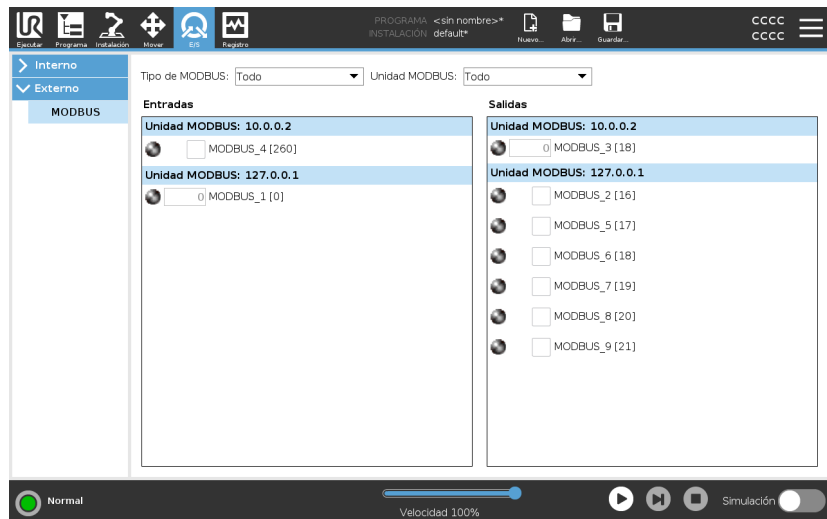 UR
Ejecutar
Programa
Instalación
Mover
E/S
Registro
PROGRAMA <sin nombre>*
INSTALACIÓN default*
Nuevo...
Abrir...
Guardar...
CCCC
CCCC
Interno
Externo
MODBUS
Tipo de MODBUS: Todo
Unidad MODBUS: Todo
Entradas
Unidad MODBUS: 10.0.0.2
MODBUS_4 [260]
Unidad MODBUS: 127.0.0.1
0 MODBUS_1 [0]
Salidas
Unidad MODBUS: 10.0.0.2
0 MODBUS_3 [18]
Unidad MODBUS: 127.0.0.1
MODBUS_2 [16]
MODBUS_5 [17]
MODBUS_6 [18]
MODBUS_7 [19]
MODBUS_8 [20]
MODBUS_9 [21]
Normal
Velocidad 100%
Simulación